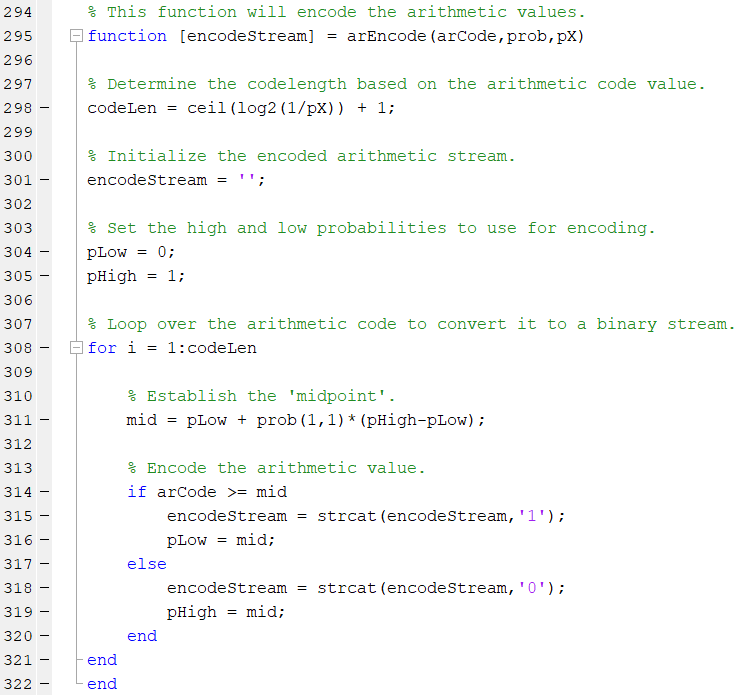 294 % This function will encode the arithmetic values.
295 function [encodeStream] = arEncode(arCode,prob,pX)
296
297 % Determine the codelength based on the arithmetic code value.
298 codeLen = ceil(log2(1/pX)) + 1;
299
300 % Initialize the encoded arithmetic stream.
301 encodeStream = '';
302
303 % Set the high and low probabilities to use for encoding.
304 pLow = 0;
305 pHigh = 1;
306
307 % Loop over the arithmetic code to convert it to a binary stream.
308 for i = 1:codeLen
309
310 % Establish the 'midpoint'.
311 mid = pLow + prob(1,1)*(pHigh-pLow);
312
313 % Encode the arithmetic value.
314 if arCode >= mid
315 encodeStream = strcat(encodeStream,'1');
316 pLow = mid;
317 else
318 encodeStream = strcat(encodeStream,'0');
319 pHigh = mid;
320 end
321 end
322 end